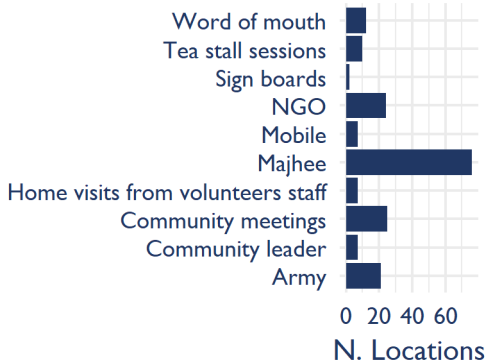 Word of mouth
Tea stall sessions
Sign boards
NGO
Mobile
Majhee
Home visits from volunteers staff
Community meetings
Community leader
Army
0 20 40 60
N. Locations